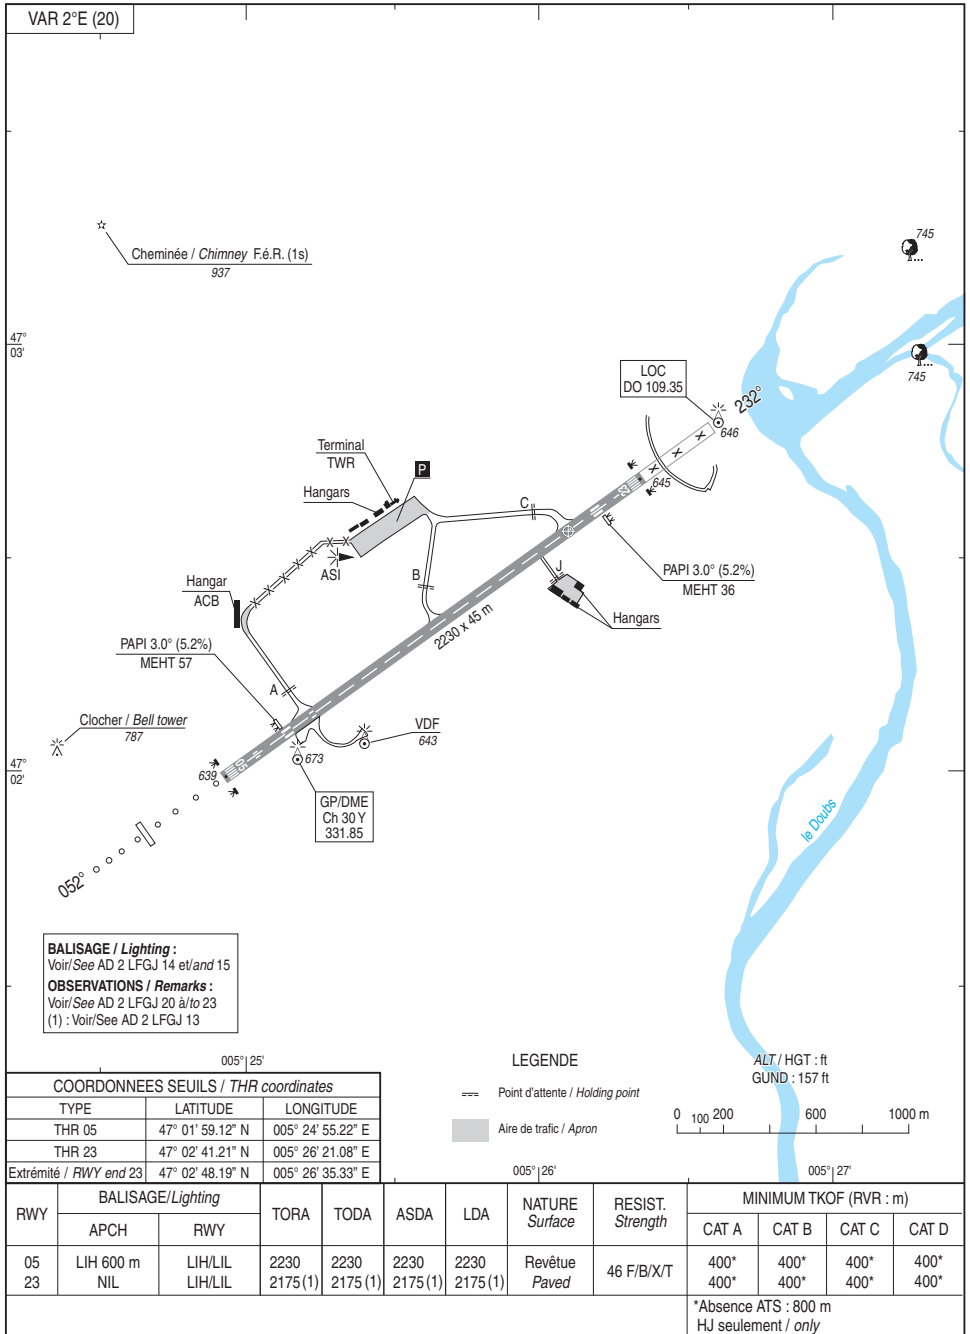 VAR 2°E (20)
745
Cheminée / Chimney F.é.R. (1s)
937
47°
03'
745
LOC
DO 109.35
232°
646
Terminal
TWR
P
Hangars
645
23
C
ASI
B
J
PAPI 3.0° (5.2%)
MEHT 36
Hangar
ACB
Hangars
2230 x 45 m
PAPI 3.0° (5.2%)
MEHT 57
A
Clocher / Bell tower
787
VDF
643
673
47°
02'
639
05
GP/DME
Ch 30 Y
331.85
le Doubs
052°
BALISAGE / Lighting :
Voir/See AD 2 LFGJ 14 et/and 15
OBSERVATIONS / Remarks :
Voir/See AD 2 LFGJ 20 à/to 23
(1) : Voir/See AD 2 LFGJ 13
005° 25'
LEGENDE
ALT / HGT : ft
GUND : 157 ft
Point d'attente / Holding point
Aire de trafic / Apron
0 100 200 600 1000 m
005° 26'
005° 27'
COORDONNEES SEUILS / THR coordinates
TYPE LATITUDE LONGITUDE
THR 05 47° 01' 59.12" N 005° 24' 55.22" E
THR 23 47° 02' 41.21" N 005° 26' 21.08" E
Extrémité / RWY end 23 47° 02' 48.19" N 005° 26' 35.33" E
RWY BALISAGE/Lighting TORA TODA ASDA LDA NATURE Surface RESIST. Strength MINIMUM TKOF (RVR : m)
APCH RWY CAT A CAT B CAT C CAT D
05 LIH 600 m LIH/LIL 2230 2230 2230 2230 Revêtue 46 F/B/X/T 400* 400* 400* 400*
23 NIL LIH/LIL 2175 (1) 2175 (1) 2175 (1) 2175 (1) Paved 400* 400* 400* 400*
*Absence ATS : 800 m
HJ seulement / only